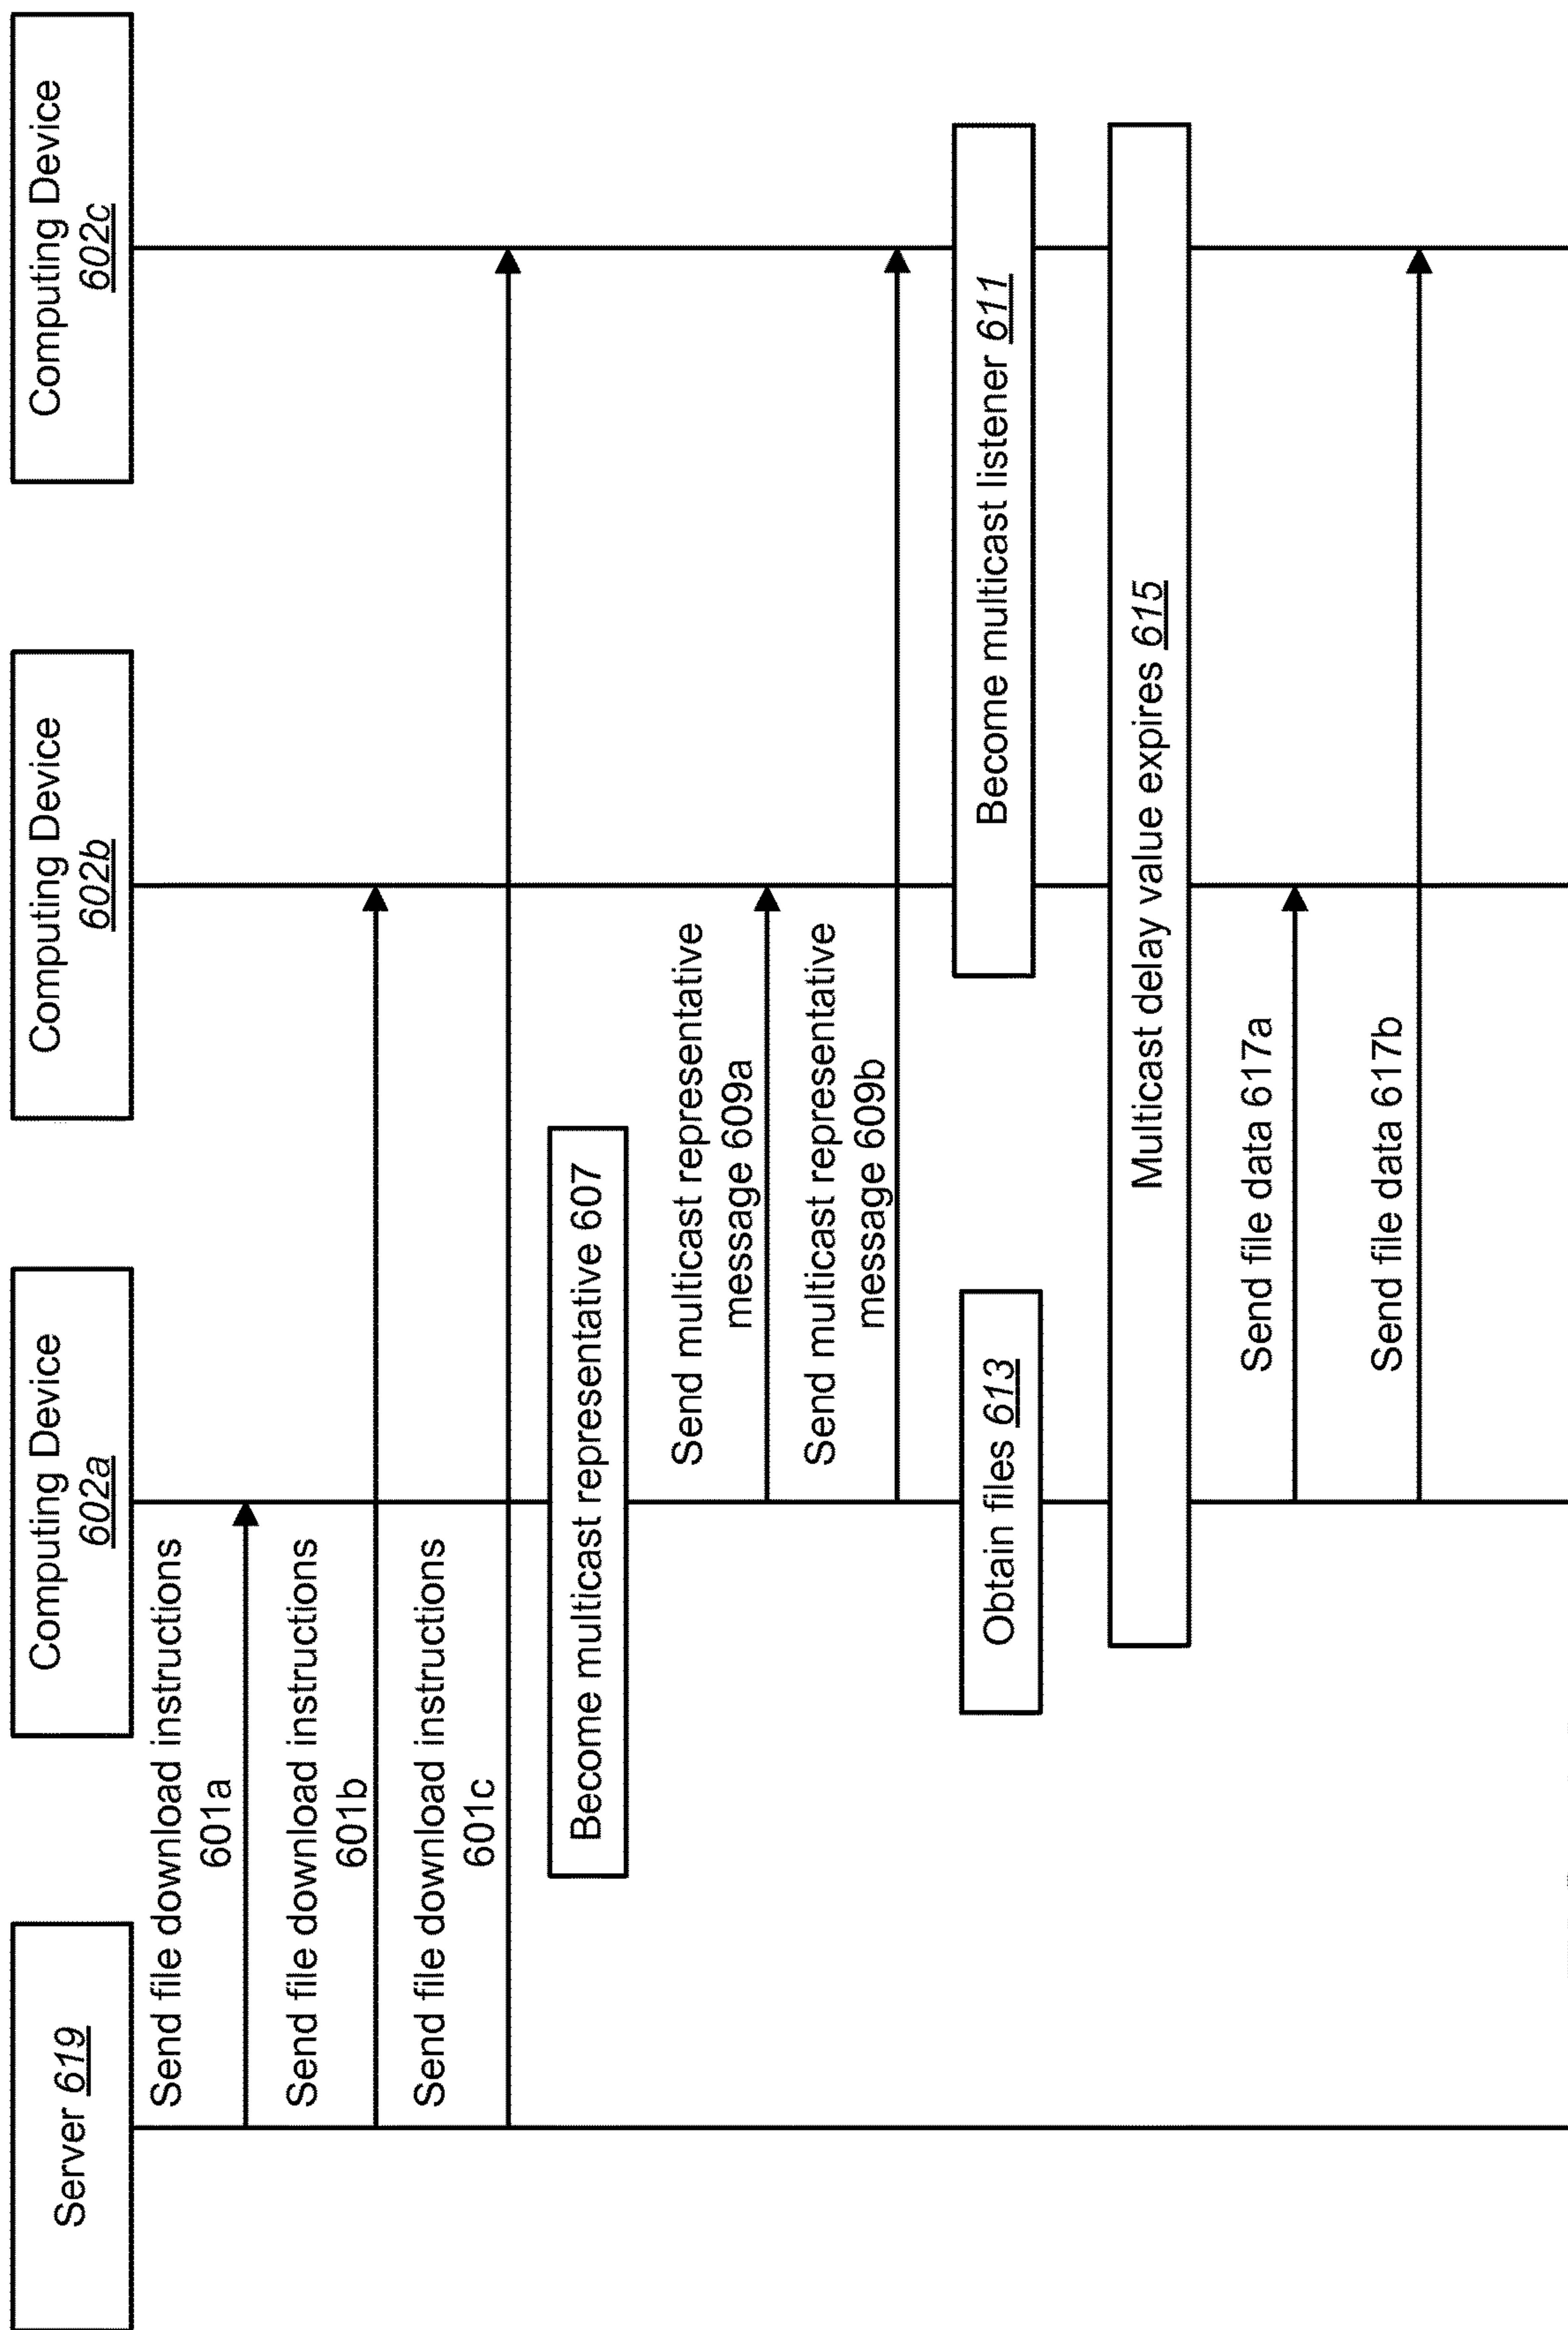 Server 619
Computing Device
602a
Computing Device
602b
Computing Device
602c
Send file download instructions
601a
Send file download instructions
601b
Send file download instructions
601c
Become multicast representative 607
Send multicast representative
message 609a
Send multicast representative
message 609b
Become multicast listener 611
Obtain files 613
Multicast delay value expires 615
Send file data 617a
Send file data 617b